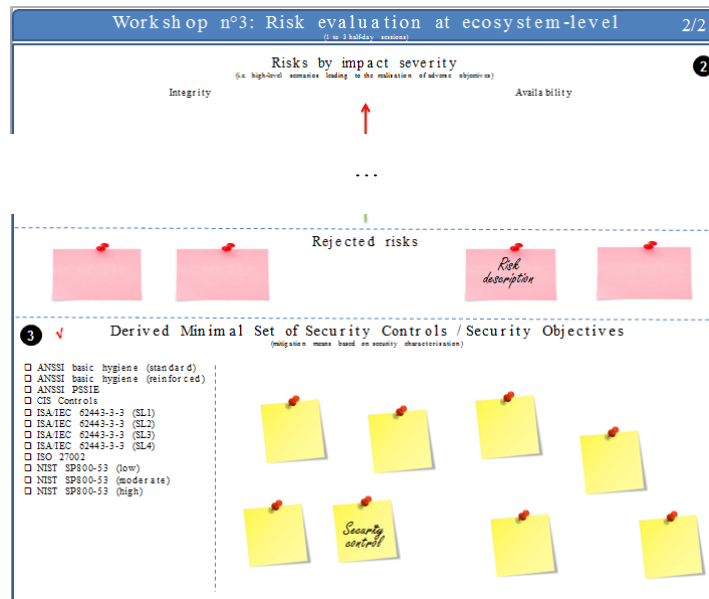 Workshop n°3: Risk evaluation at ecosystem-level 2/2
(1 to 3 half-day sessions)
Risks by impact severity
(i.e. high-level scenarios leading to the realisation of adverse objectives)
2
Integrity Availability
...
Rejected risks
Risk
description
3 √ Derived Minimal Set of Security Controls / Security Objectives
(mitigation means based on security characterisation)
ANSSI basic hygiene (standard)
ANSSI basic hygiene (reinforced)
ANSSI PSSIE
CIS Controls
ISA/IEC 62443-3-3 (SL1)
ISA/IEC 62443-3-3 (SL2)
ISA/IEC 62443-3-3 (SL3)
ISA/IEC 62443-3-3 (SL4)
ISO 27002
NIST SP800-53 (low)
NIST SP800-53 (moderate)
NIST SP800-53 (high)
Security
control